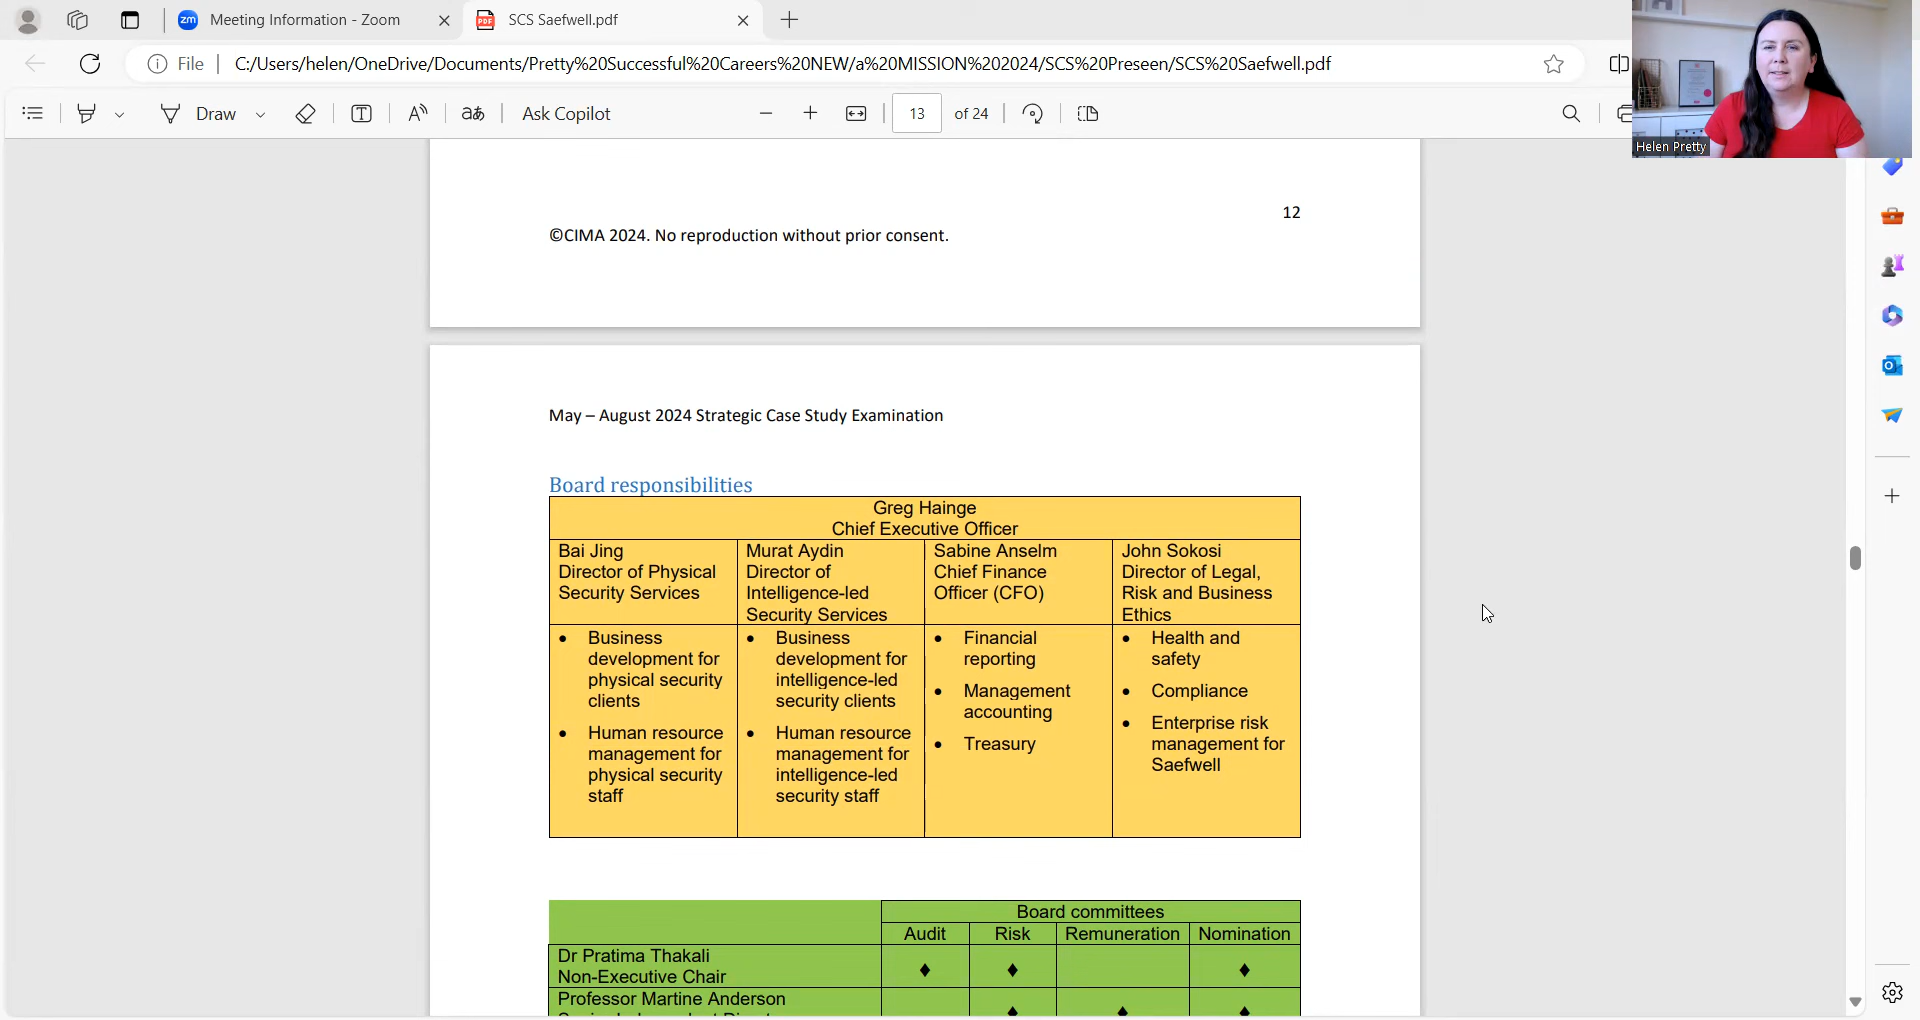 zm
Meeting Information - Zoom
PDF
SCS Saefwell.pdf
File
C:/Users/helen/OneDrive/Documents/Pretty%20Successful%20Careers%20NEW/a%20MISSION%202024/SCS%20Preseen/SCS%20Saefwell.pdf
Draw
aあ
Ask Copilot
13
of 24
Helen Pretty
12
©CIMA 2024. No reproduction without prior consent.
May – August 2024 Strategic Case Study Examination
Board responsibilities
Greg Hainge
Chief Executive Officer
Bai Jing
Director of Physical
Security Services
Murat Aydin
Director of
Intelligence-led
Security Services
Sabine Anselm
Chief Finance
Officer (CFO)
John Sokosi
Director of Legal,
Risk and Business
Ethics
• Business
development for
physical security
clients
• Human resource
management for
physical security
staff
• Business
development for
intelligence-led
security clients
• Human resource
management for
intelligence-led
security staff
• Financial
reporting
• Management
accounting
• Treasury
• Health and
safety
• Compliance
• Enterprise risk
management for
Saefwell
Board committees
Audit
Risk
Remuneration
Nomination
Dr Pratima Thakali
Non-Executive Chair
Professor Martine Anderson